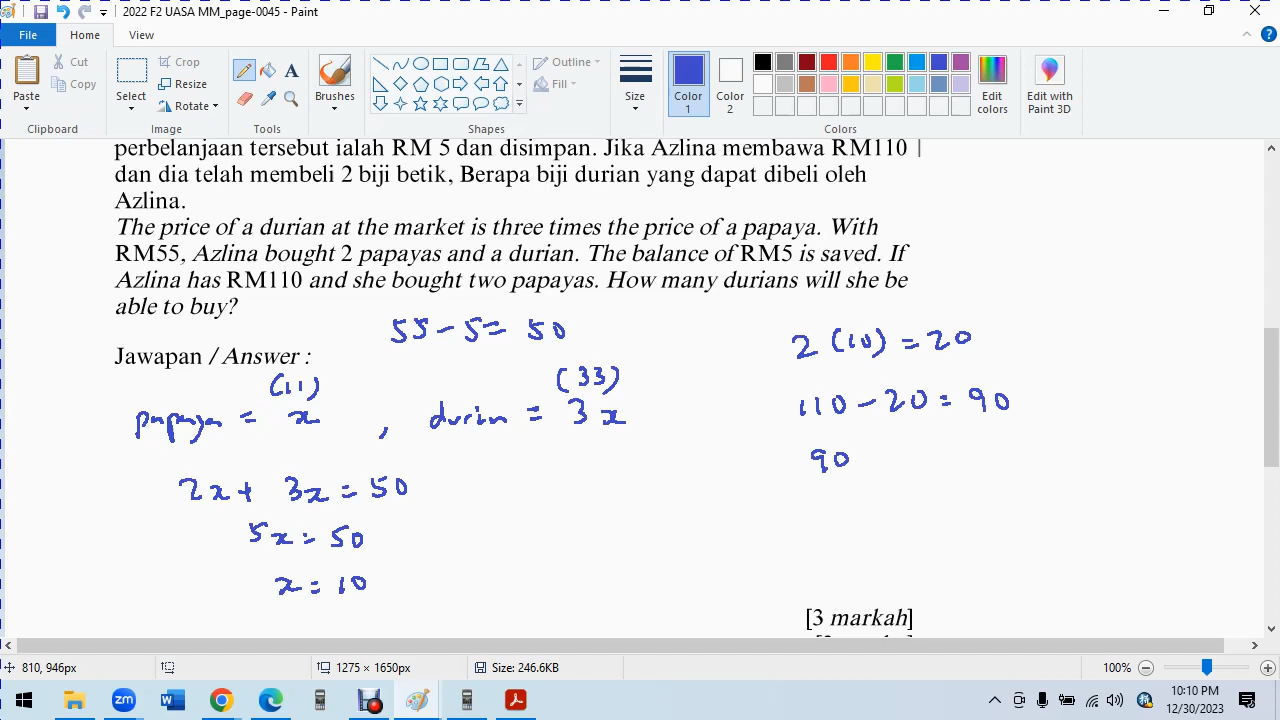 2022 F2 UASA MM_page-0045 - Paint
File Home View
Paste Cut Copy Clipboard
Select Crop Resize Rotate Image
Tools
Brushes
Outline Fill Shapes
Size
Color 1 Color 2 Edit colors Colors
Edit with Paint 3D
perbelanjaan tersebut ialah RM 5 dan disimpan. Jika Azlina membawa RM110 |
dan dia telah membeli 2 biji betik, Berapa biji durian yang dapat dibeli oleh
Azlina.
The price of a durian at the market is three times the price of a papaya. With
RM55, Azlina bought 2 papayas and a durian. The balance of RM5 is saved. If
Azlina has RM110 and she bought two papayas. How many durians will she be
able to buy?
55 - 5 = 50
2 (10) = 20
Jawapan / Answer :
(11) (33)
papaya = x , durian = 3x
110 - 20 = 90
90
2x + 3x = 50
5x = 50
x = 10
[3 markah]
810, 946px 1275 × 1650px Size: 246.6KB 100%
10:10 PM
12/30/2023